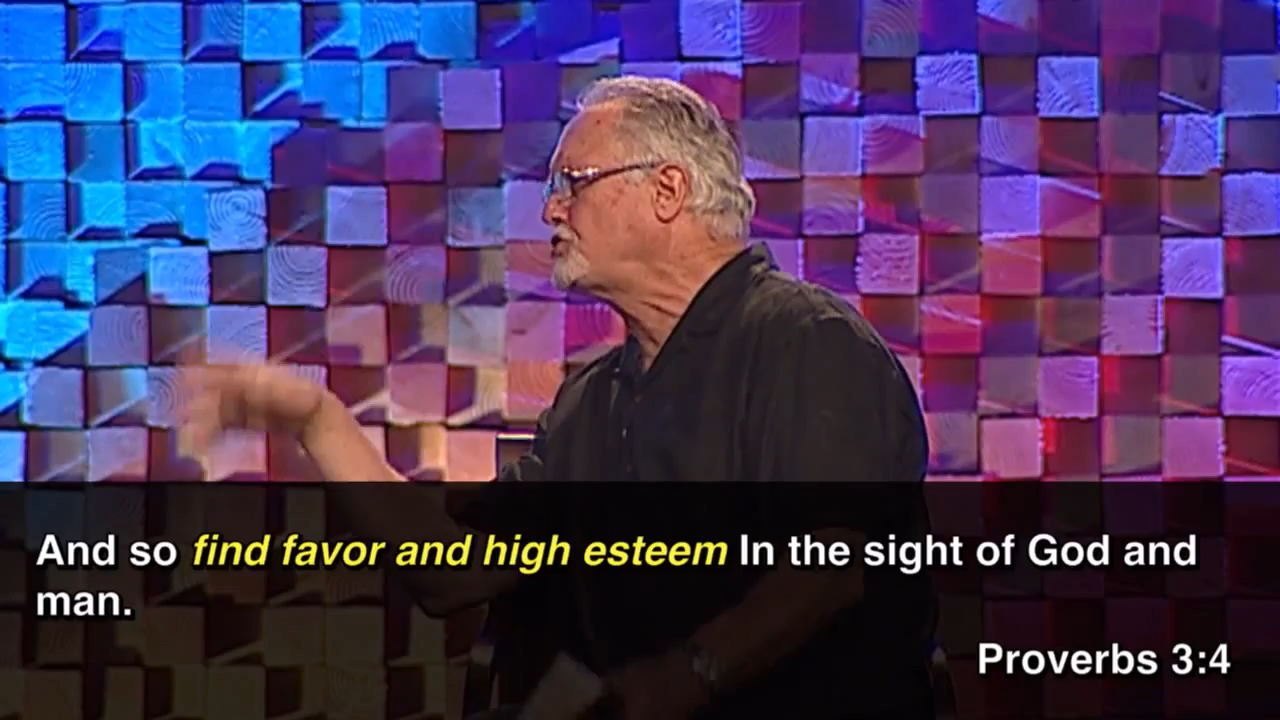 And so find favor and high esteem In the sight of God and
man.
Proverbs 3:4